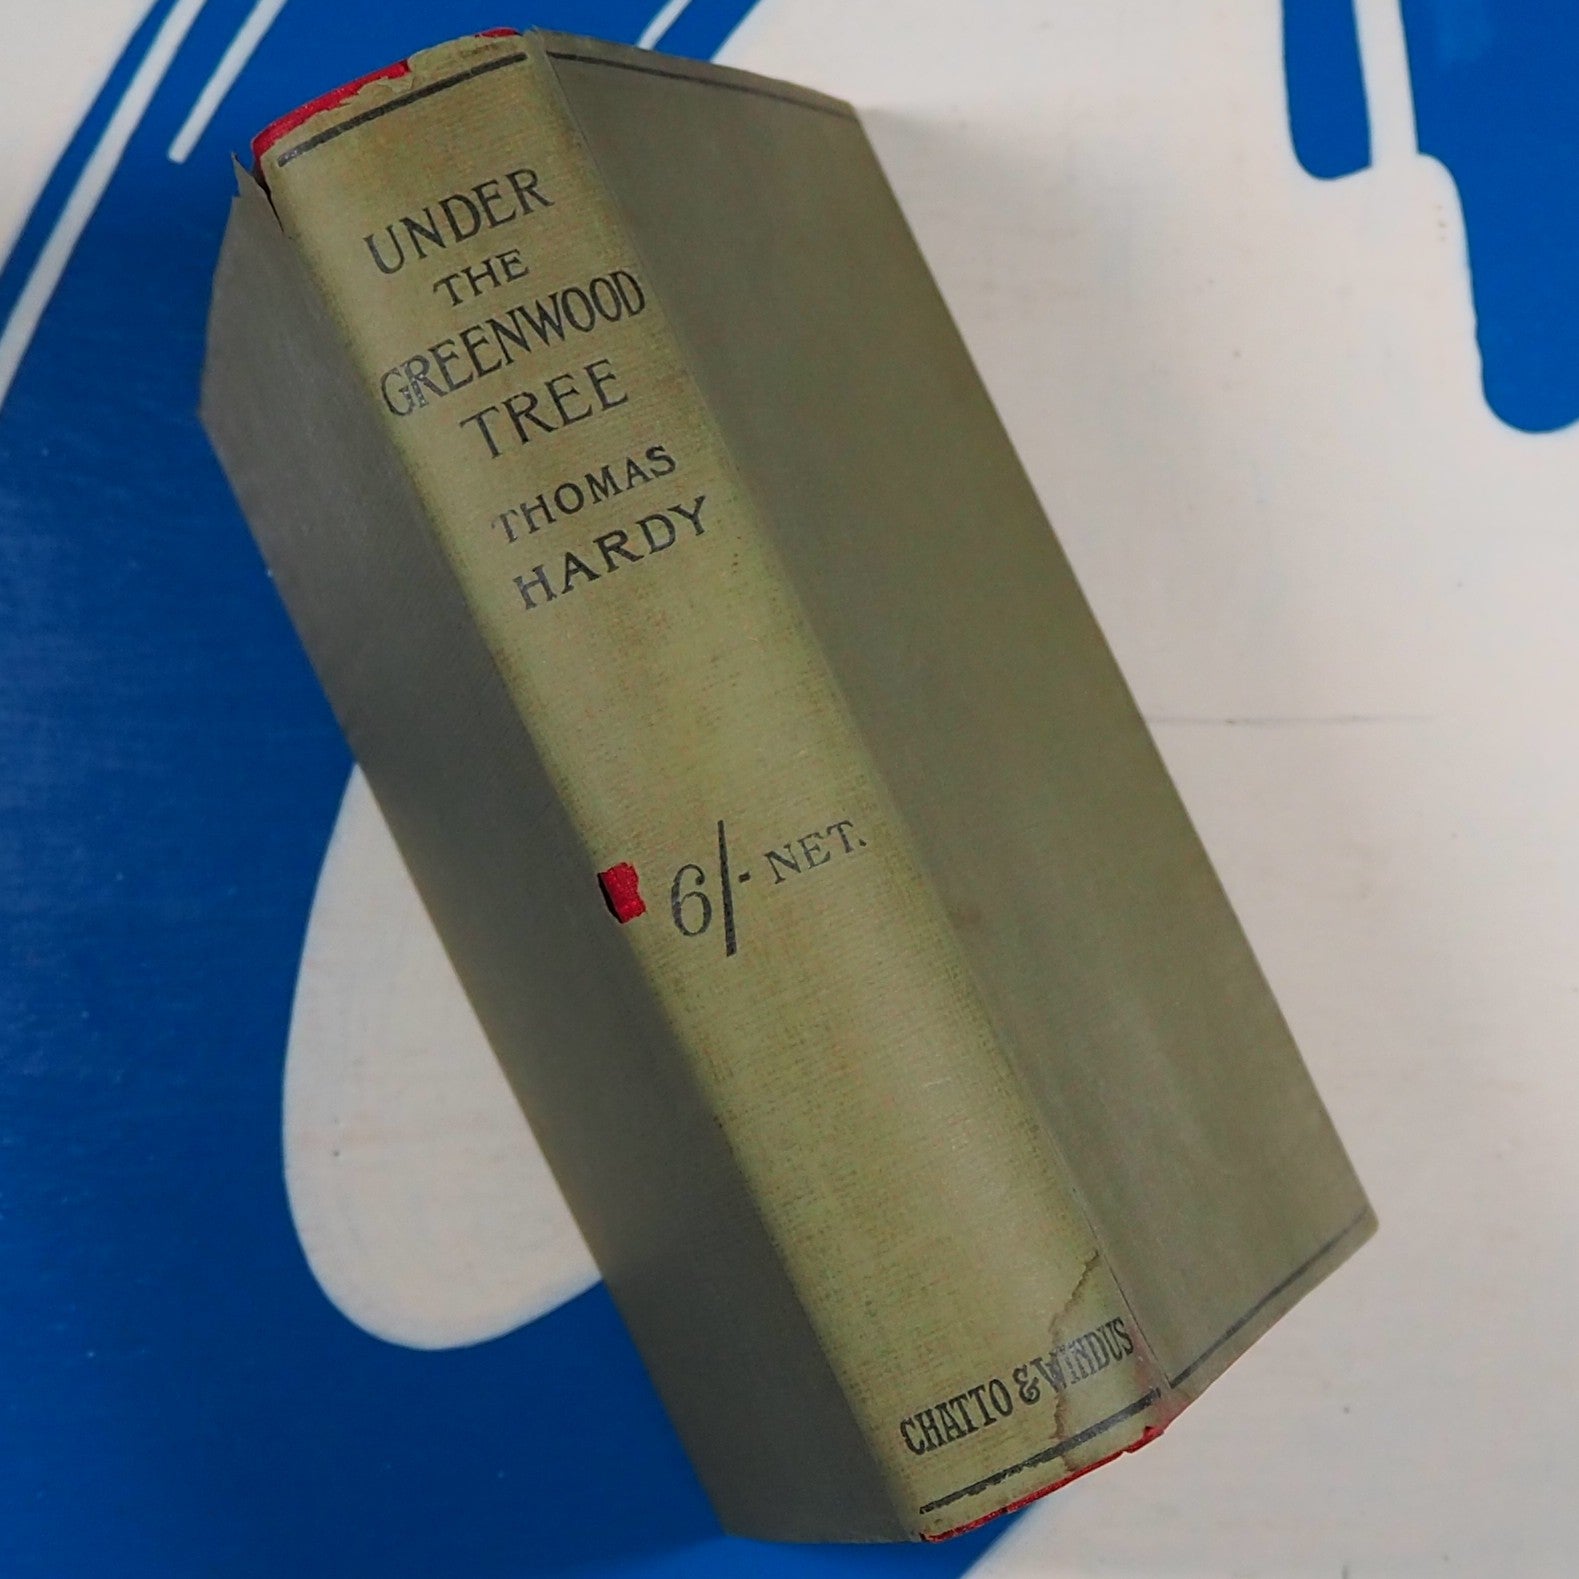 UNDER
THE
GREENWOOD
TREE
THOMAS
HARDY
6/- NET.
CHATTO & WINDUS